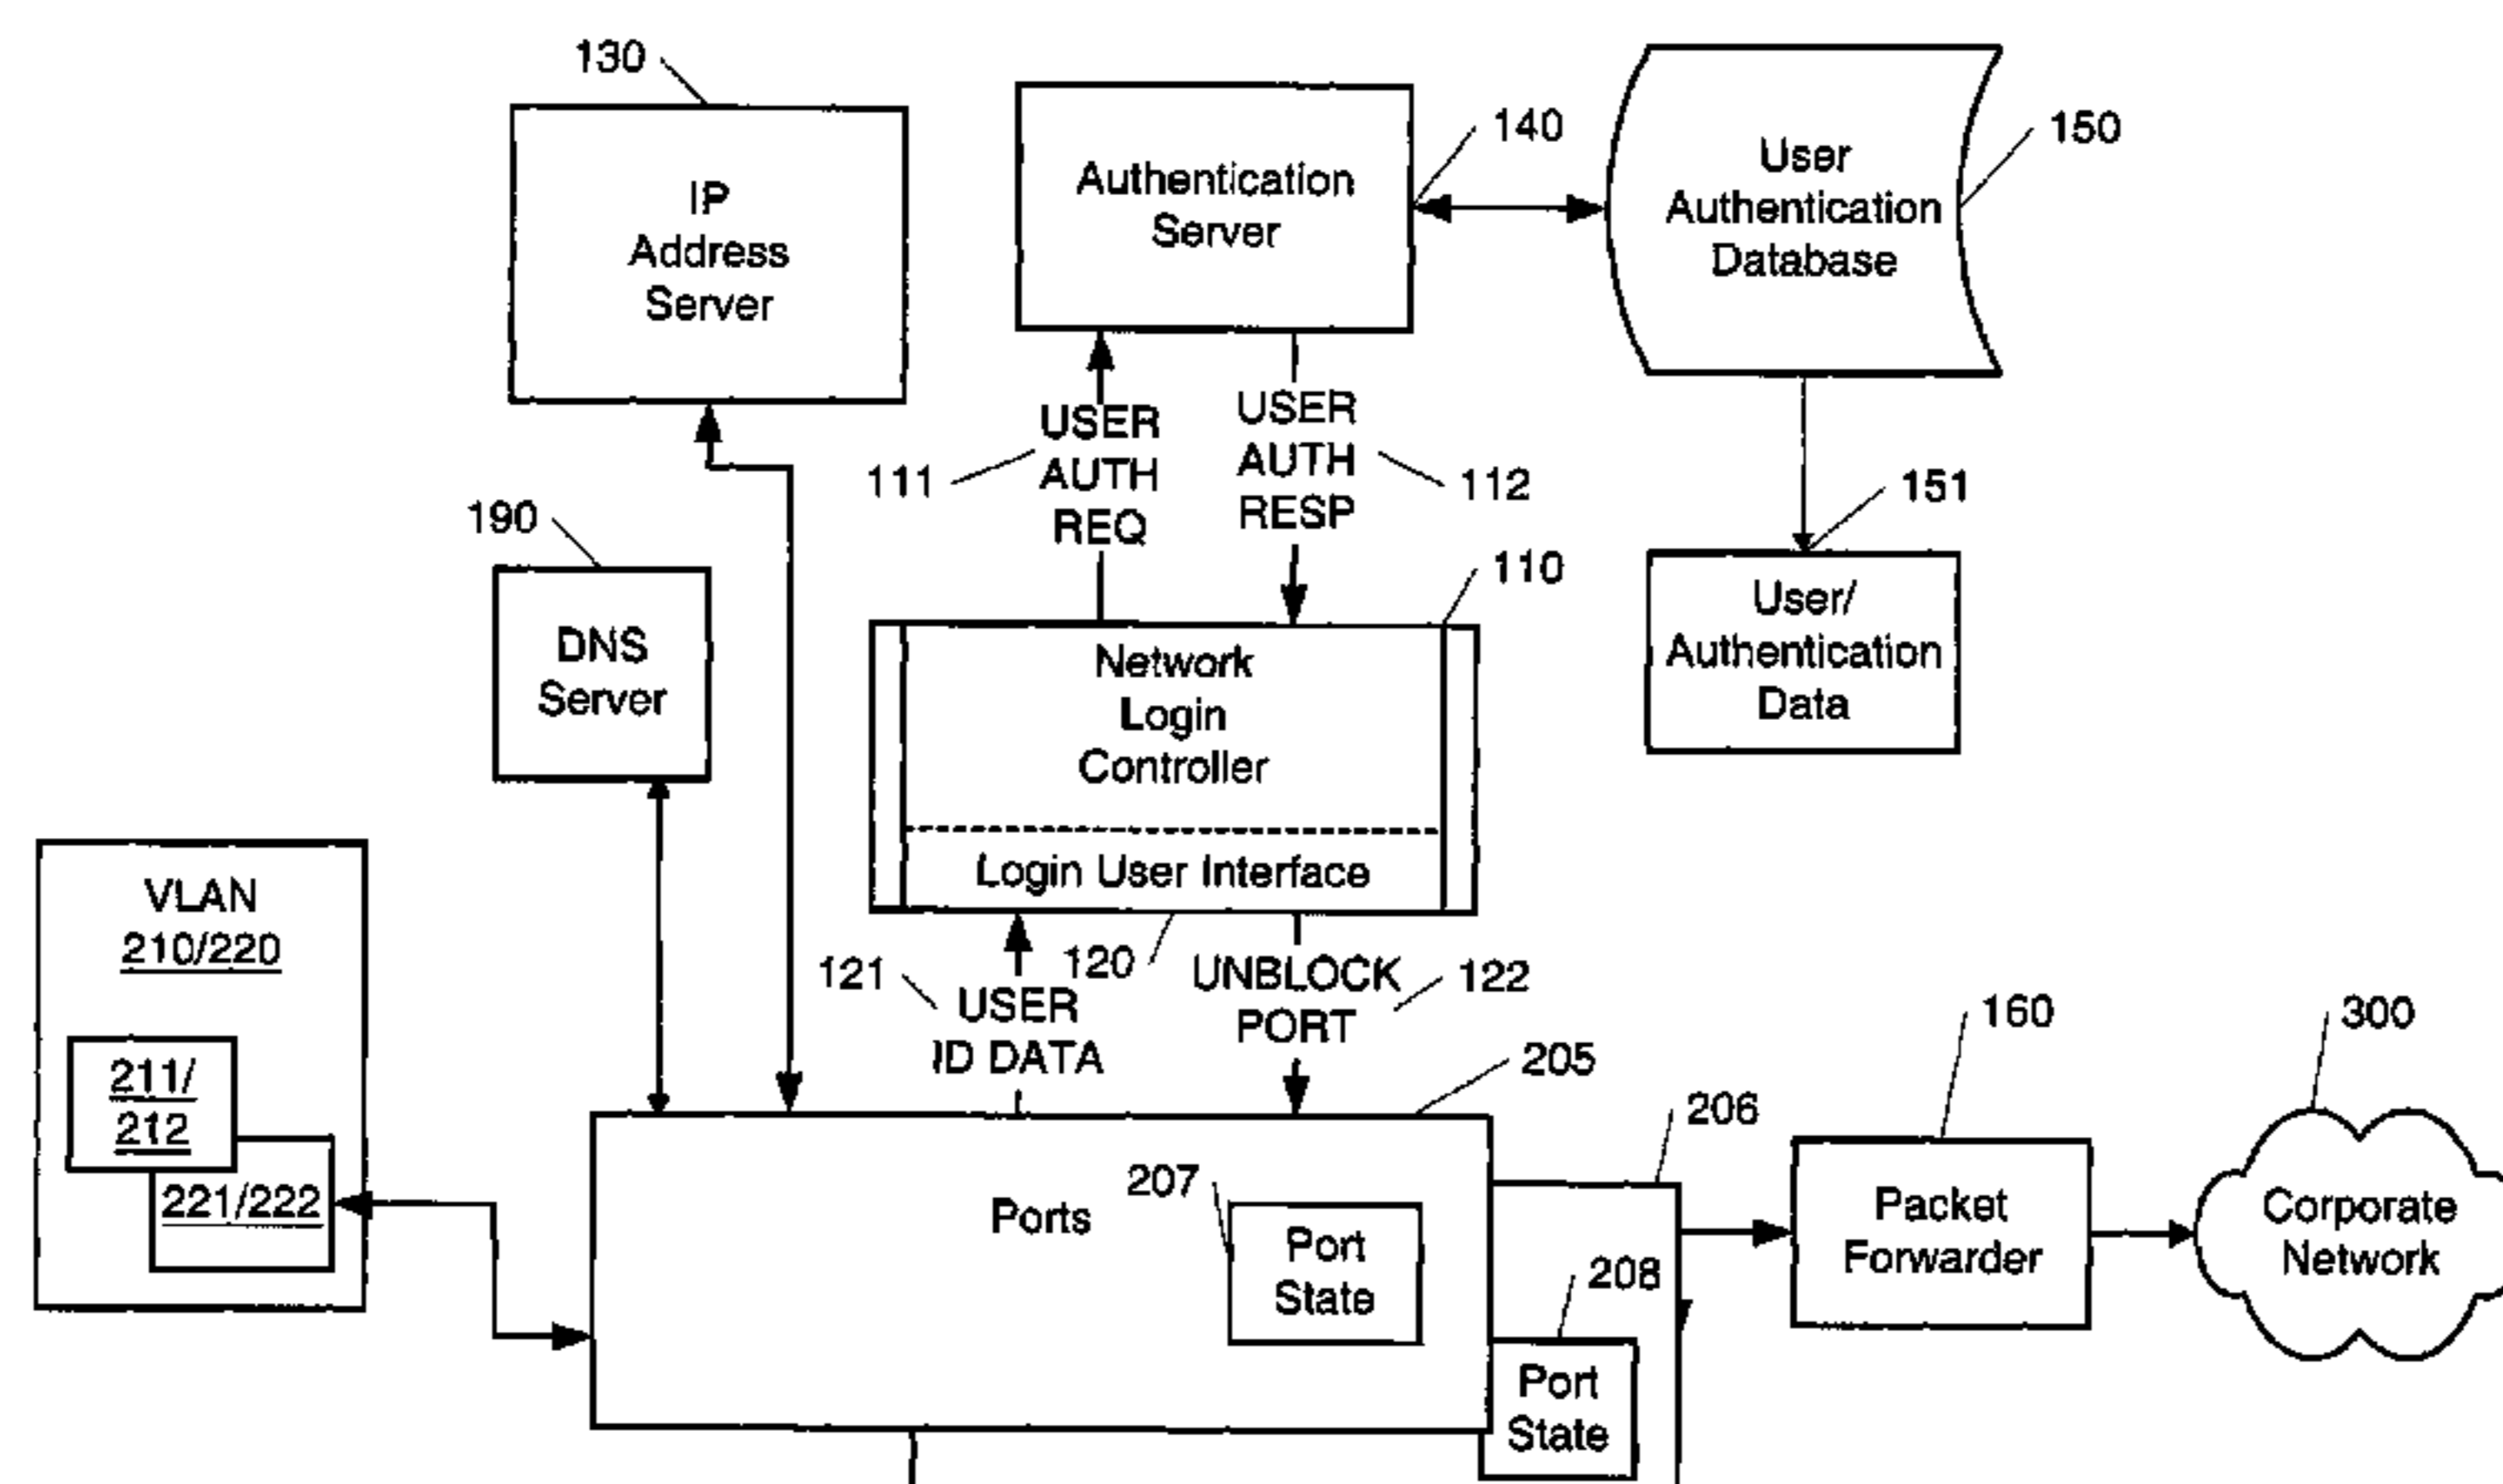 130
IP
Address
Server
Authentication
Server
140
User
Authentication
Database
150
111
USER
AUTH
REQ
USER
AUTH
RESP
112
151
User/
Authentication
Data
190
DNS
Server
110
Network
Login
Controller
Login User Interface
VLAN
210/220
211/
212
221/222
121
USER
ID DATA
120
UNBLOCK
PORT
122
205
206
160
300
Ports
207
Port
State
208
Port
State
Packet
Forwarder
Corporate
Network